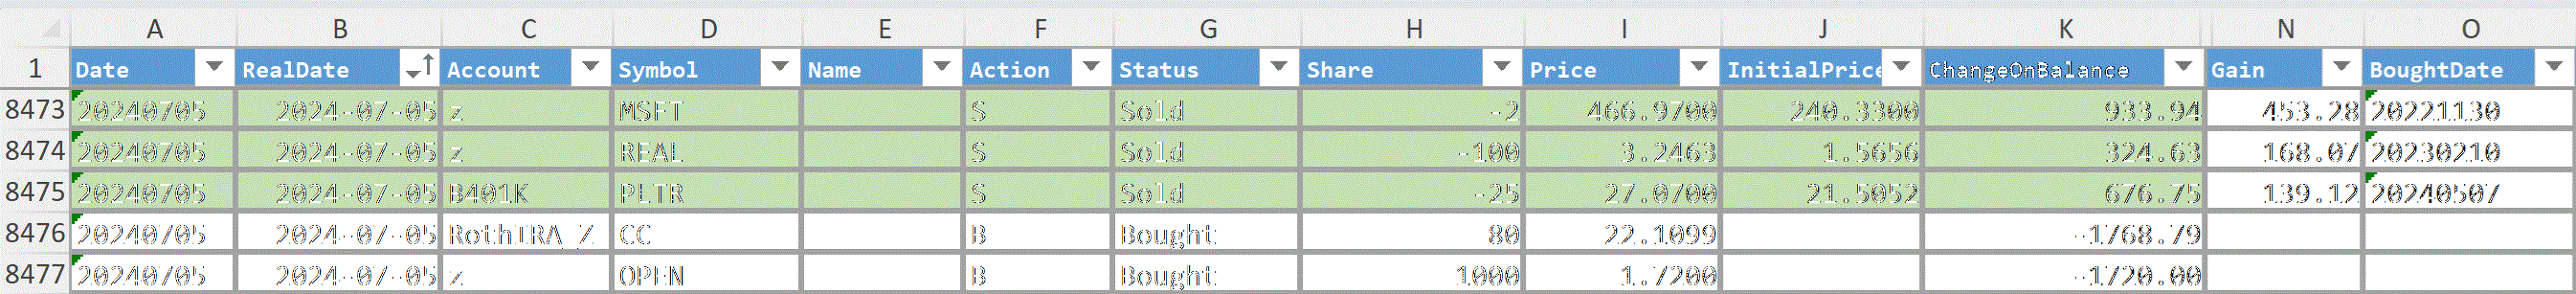 A B C D E F G H I J K N O
1 Date RealDate Account Symbol Name Action Status Share Price InitialPrice ChangeOnBalance Gain BoughtDate
8473 20240705 2024-07-05 z MSFT S Sold -2 466.9700 240.3300 933.94 453.28 20221130
8474 20240705 2024-07-05 z REAL S Sold -100 3.2463 1.5656 324.63 168.07 20230210
8475 20240705 2024-07-05 B401K PLTR S Sold -25 27.0700 21.5052 676.75 139.12 20240507
8476 20240705 2024-07-05 RothIRA_Z CC B Bought 80 22.1099 -1768.79
8477 20240705 2024-07-05 z OPEN B Bought 1000 1.7200 -1720.00